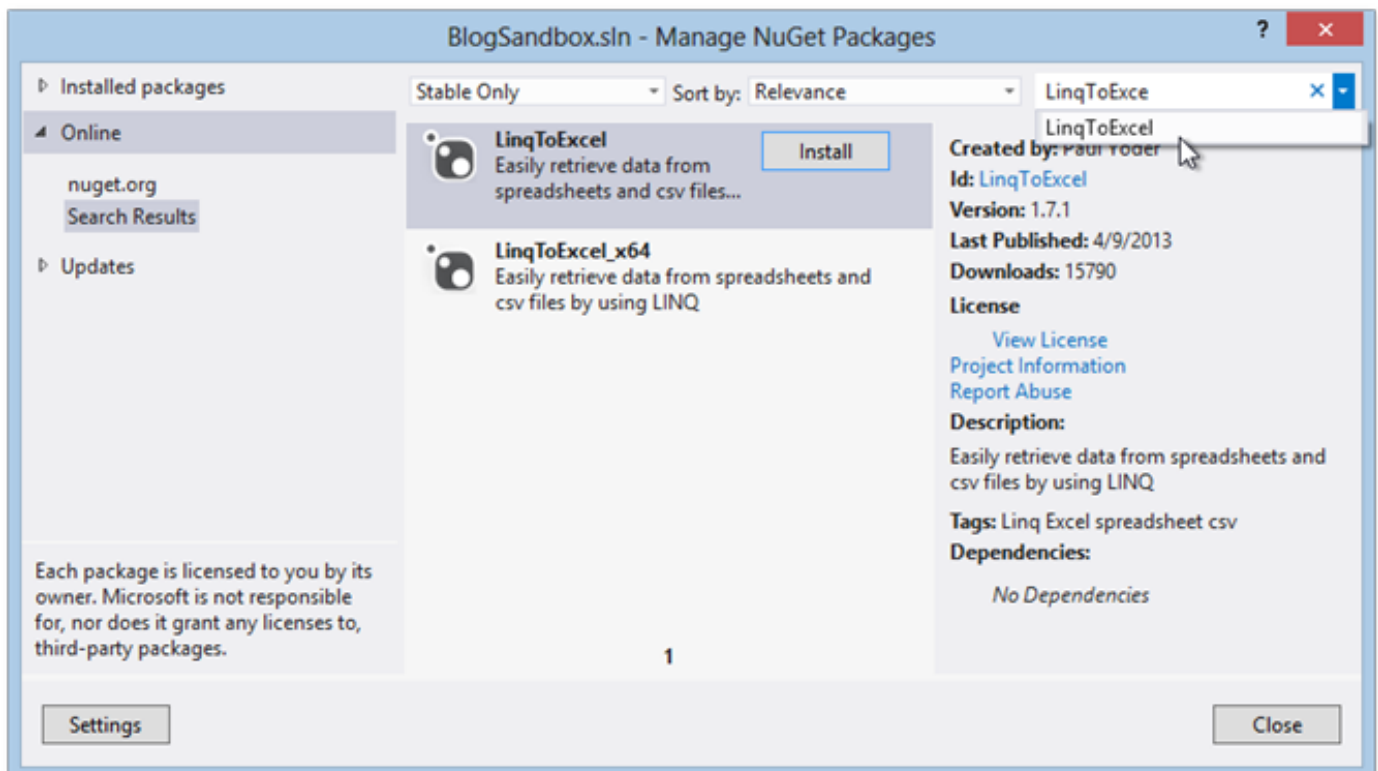 BlogSandbox.sln - Manage NuGet Packages
?
Installed packages
Online
nuget.org
Search Results
Updates
Each package is licensed to you by its
owner. Microsoft is not responsible
for, nor does it grant any licenses to,
third-party packages.
Stable Only
Sort by: Relevance
LinqToExcel
Easily retrieve data from
spreadsheets and csv files...
Install
LinqToExcel_x64
Easily retrieve data from spreadsheets and
csv files by using LINQ
1
LinqToExce
LinqToExcel
Created by: Paul Yoder
Id: LinqToExcel
Version: 1.7.1
Last Published: 4/9/2013
Downloads: 15790
License
View License
Project Information
Report Abuse
Description:
Easily retrieve data from spreadsheets and
csv files by using LINQ
Tags: Linq Excel spreadsheet csv
Dependencies:
No Dependencies
Settings
Close